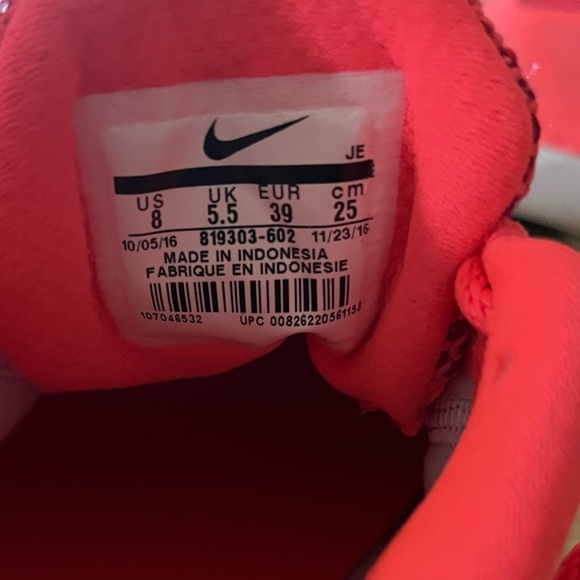 JE
US UK EUR cm
8 5.5 39 25
10/05/16 819303-602 11/23/16
MADE IN INDONESIA
FABRIQUE EN INDONESIE
107046532 UPC 00826220561158